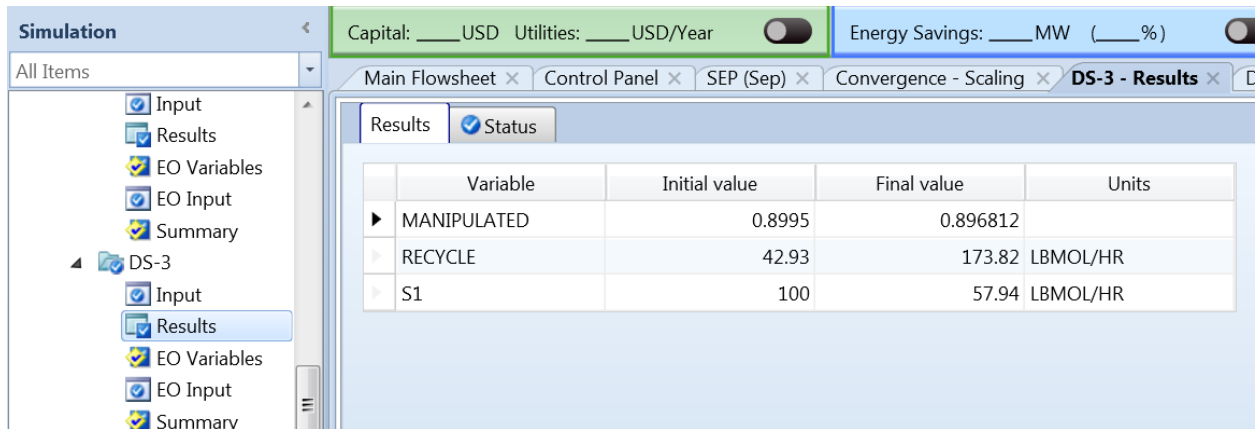 Simulation
All Items
Input
Results
EO Variables
EO Input
Summary
DS-3
Input
Results
EO Variables
EO Input
Summary
Capital: ____USD Utilities: ____USD/Year
Energy Savings: ____MW (____%)
Main Flowsheet
Control Panel
SEP (Sep)
Convergence - Scaling
DS-3 - Results
Results
Status
Variable Initial value Final value Units
MANIPULATED 0.8995 0.896812
RECYCLE 42.93 173.82 LBMOL/HR
S1 100 57.94 LBMOL/HR